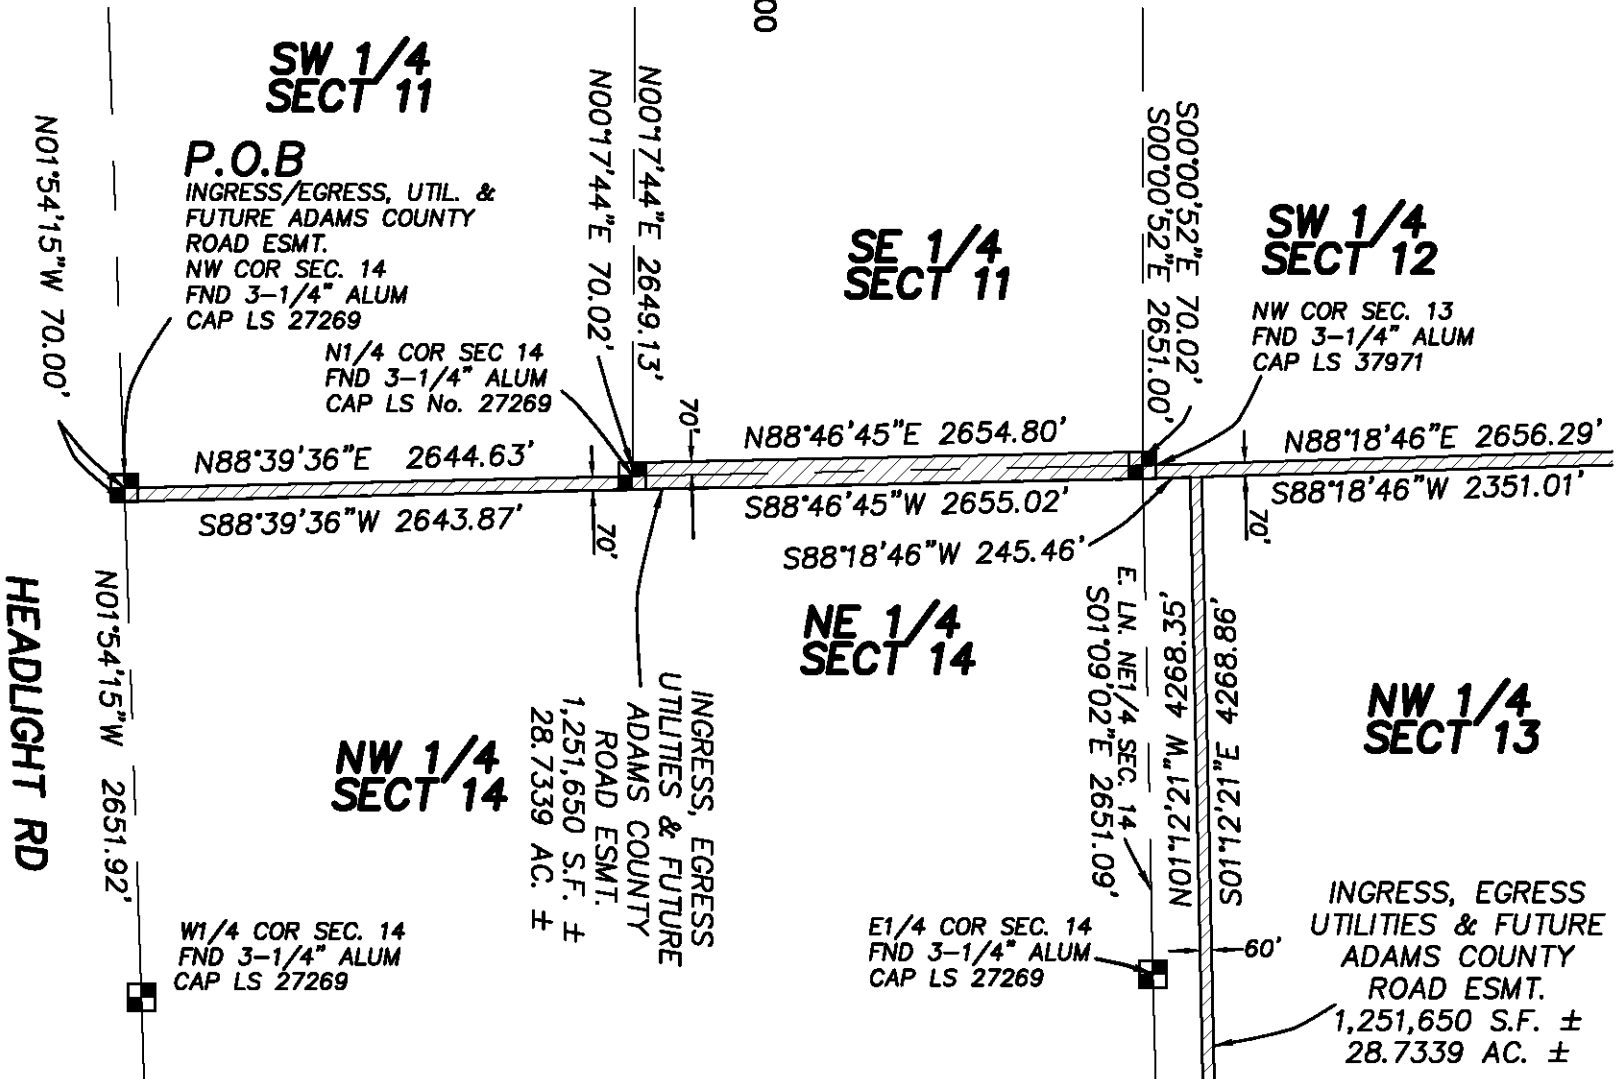 00
SW 1/4
SECT 11
P.O.B
INGRESS/EGRESS, UTIL. &
FUTURE ADAMS COUNTY
ROAD ESMT.
NW COR SEC. 14
FND 3-1/4" ALUM
CAP LS 27269
N01°54'15"W 70.00'
N00°17'44"E 70.02'
N00°17'44"E 2649.13'
N1/4 COR SEC 14
FND 3-1/4" ALUM
CAP LS No. 27269
SE 1/4
SECT 11
S00°00'52"E 70.02'
S00°00'52"E 2651.00'
SW 1/4
SECT 12
NW COR SEC. 13
FND 3-1/4" ALUM
CAP LS 37971
N88°39'36"E 2644.63'
S88°39'36"W 2643.87'
70'
70'
N88°46'45"E 2654.80'
S88°46'45"W 2655.02'
S88°18'46"W 245.46'
N88°18'46"E 2656.29'
S88°18'46"W 2351.01'
70'
HEADLIGHT RD
N01°54'15"W 2651.92'
NW 1/4
SECT 14
INGRESS, EGRESS
UTILITIES & FUTURE
ADAMS COUNTY
ROAD ESMT.
1,251,650 S.F. ±
28.7339 AC. ±
NE 1/4
SECT 14
E. LN. NE1/4 SEC. 14
S01°09'02"E 2651.09'
N01°12'21"W 4268.35'
S01°12'21"E 4268.86'
NW 1/4
SECT 13
W1/4 COR SEC. 14
FND 3-1/4" ALUM
CAP LS 27269
E1/4 COR SEC. 14
FND 3-1/4" ALUM
CAP LS 27269
60'
INGRESS, EGRESS
UTILITIES & FUTURE
ADAMS COUNTY
ROAD ESMT.
1,251,650 S.F. ±
28.7339 AC. ±